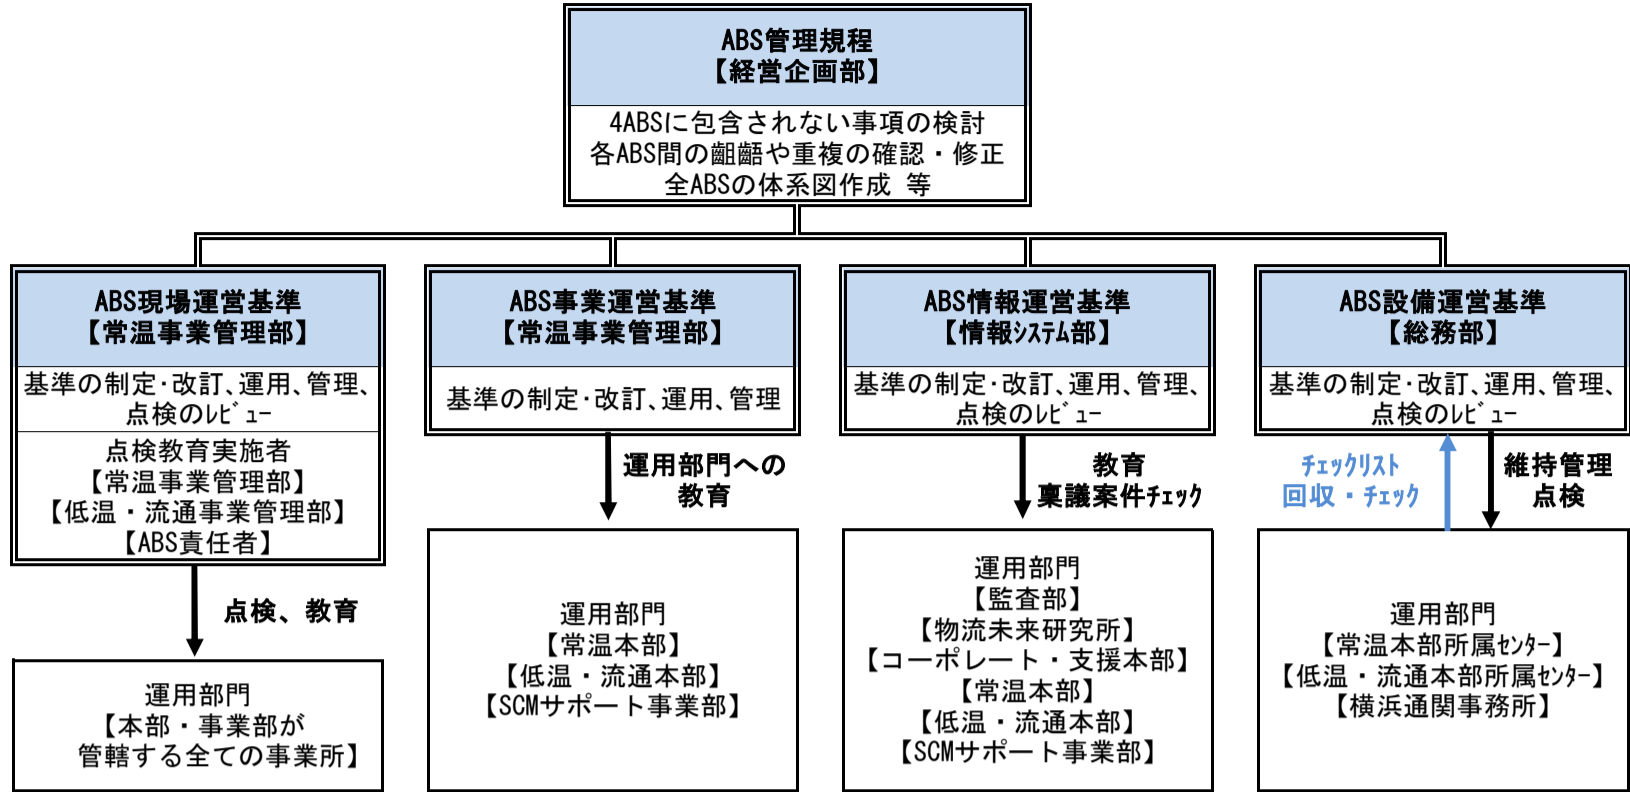 ABS管理規程
【経営企画部】
4ABSに包含されない事項の検討
各ABS間の齟齬や重複の確認・修正
全ABSの体系図作成 等
ABS現場運営基準
【常温事業管理部】
基準の制定･改訂､運用､管理､
点検のﾚﾋﾞｭｰ
点検教育実施者
【常温事業管理部】
【低温・流通事業管理部】
【ABS責任者】
点検、教育
運用部門
【本部・事業部が
管轄する全ての事業所】
ABS事業運営基準
【常温事業管理部】
基準の制定･改訂､運用､管理
運用部門への
教育
運用部門
【常温本部】
【低温・流通本部】
【SCMサポート事業部】
ABS情報運営基準
【情報ｼｽﾃﾑ部】
基準の制定･改訂､運用､管理､
点検のﾚﾋﾞｭｰ
教育
稟議案件ﾁｪｯｸ
運用部門
【監査部】
【物流未来研究所】
【コーポレート・支援本部】
【常温本部】
【低温・流通本部】
【SCMサポート事業部】
ABS設備運営基準
【総務部】
基準の制定･改訂､運用､管理､
点検のﾚﾋﾞｭｰ
ﾁｪｯｸﾘｽﾄ
回収・ﾁｪｯｸ
維持管理
点検
運用部門
【常温本部所属ｾﾝﾀｰ】
【低温・流通本部所属ｾﾝﾀｰ】
【横浜通関事務所】